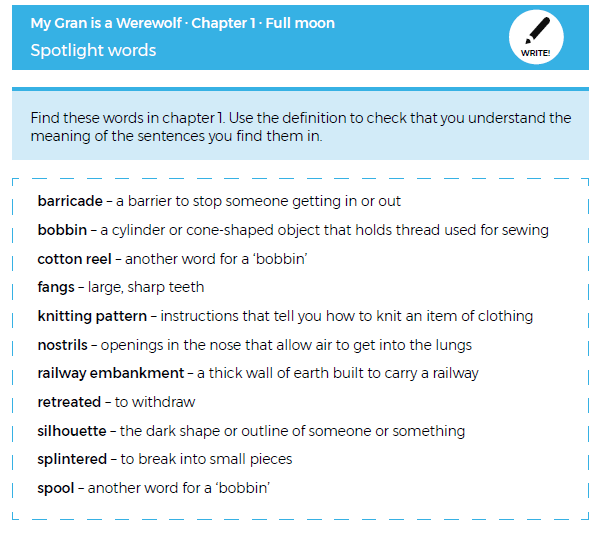 My Gran is a Werewolf · Chapter 1 · Full moon
Spotlight words
WRITE!
Find these words in chapter 1. Use the definition to check that you understand the
meaning of the sentences you find them in.
barricade – a barrier to stop someone getting in or out
bobbin – a cylinder or cone-shaped object that holds thread used for sewing
cotton reel – another word for a ‘bobbin’
fangs – large, sharp teeth
knitting pattern – instructions that tell you how to knit an item of clothing
nostrils – openings in the nose that allow air to get into the lungs
railway embankment – a thick wall of earth built to carry a railway
retreated – to withdraw
silhouette – the dark shape or outline of someone or something
splintered – to break into small pieces
spool – another word for a ‘bobbin’